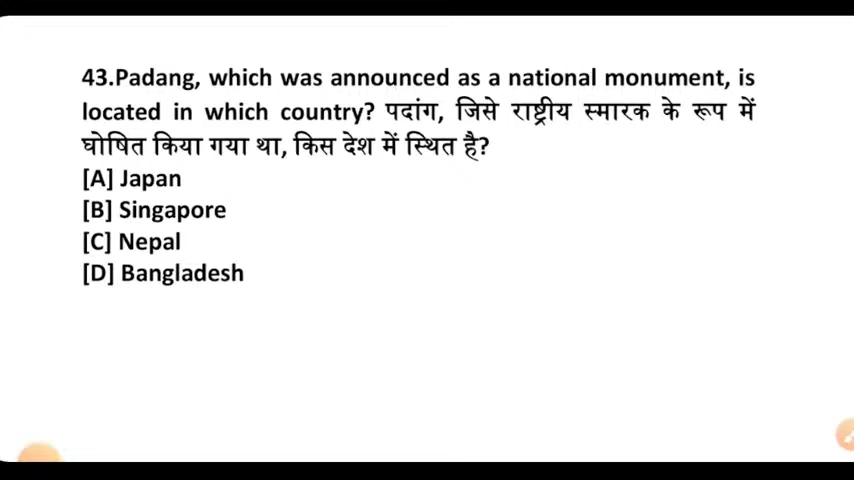 43.Padang, which was announced as a national monument, is
located in which country? पदांग, जिसे राष्ट्रीय स्मारक के रूप में
घोषित किया गया था, किस देश में स्थित है?
[A] Japan
[B] Singapore
[C] Nepal
[D] Bangladesh